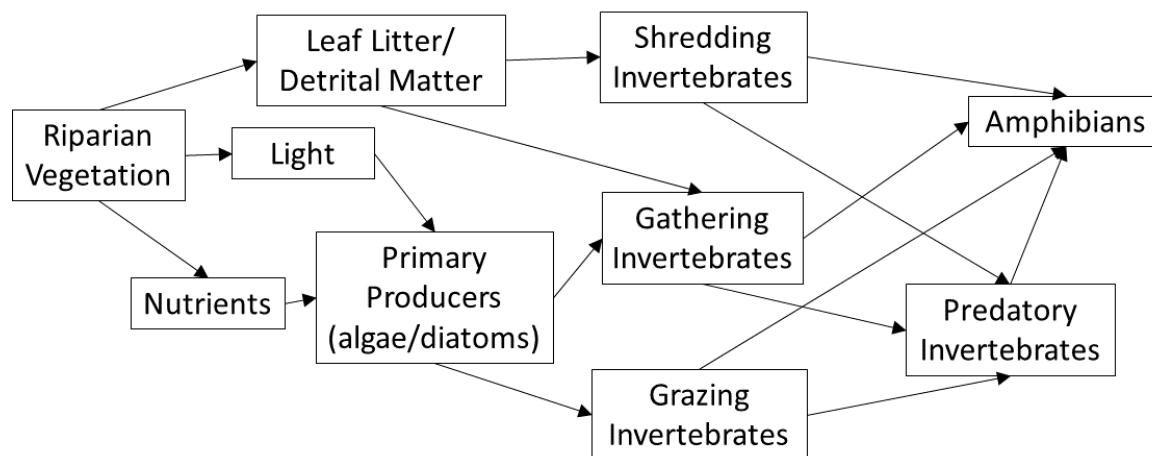 Leaf Litter/
Detrital Matter
Shredding
Invertebrates
Amphibians
Riparian
Vegetation
Light
Gathering
Invertebrates
Primary
Producers
(algae/diatoms)
Nutrients
Predatory
Invertebrates
Grazing
Invertebrates